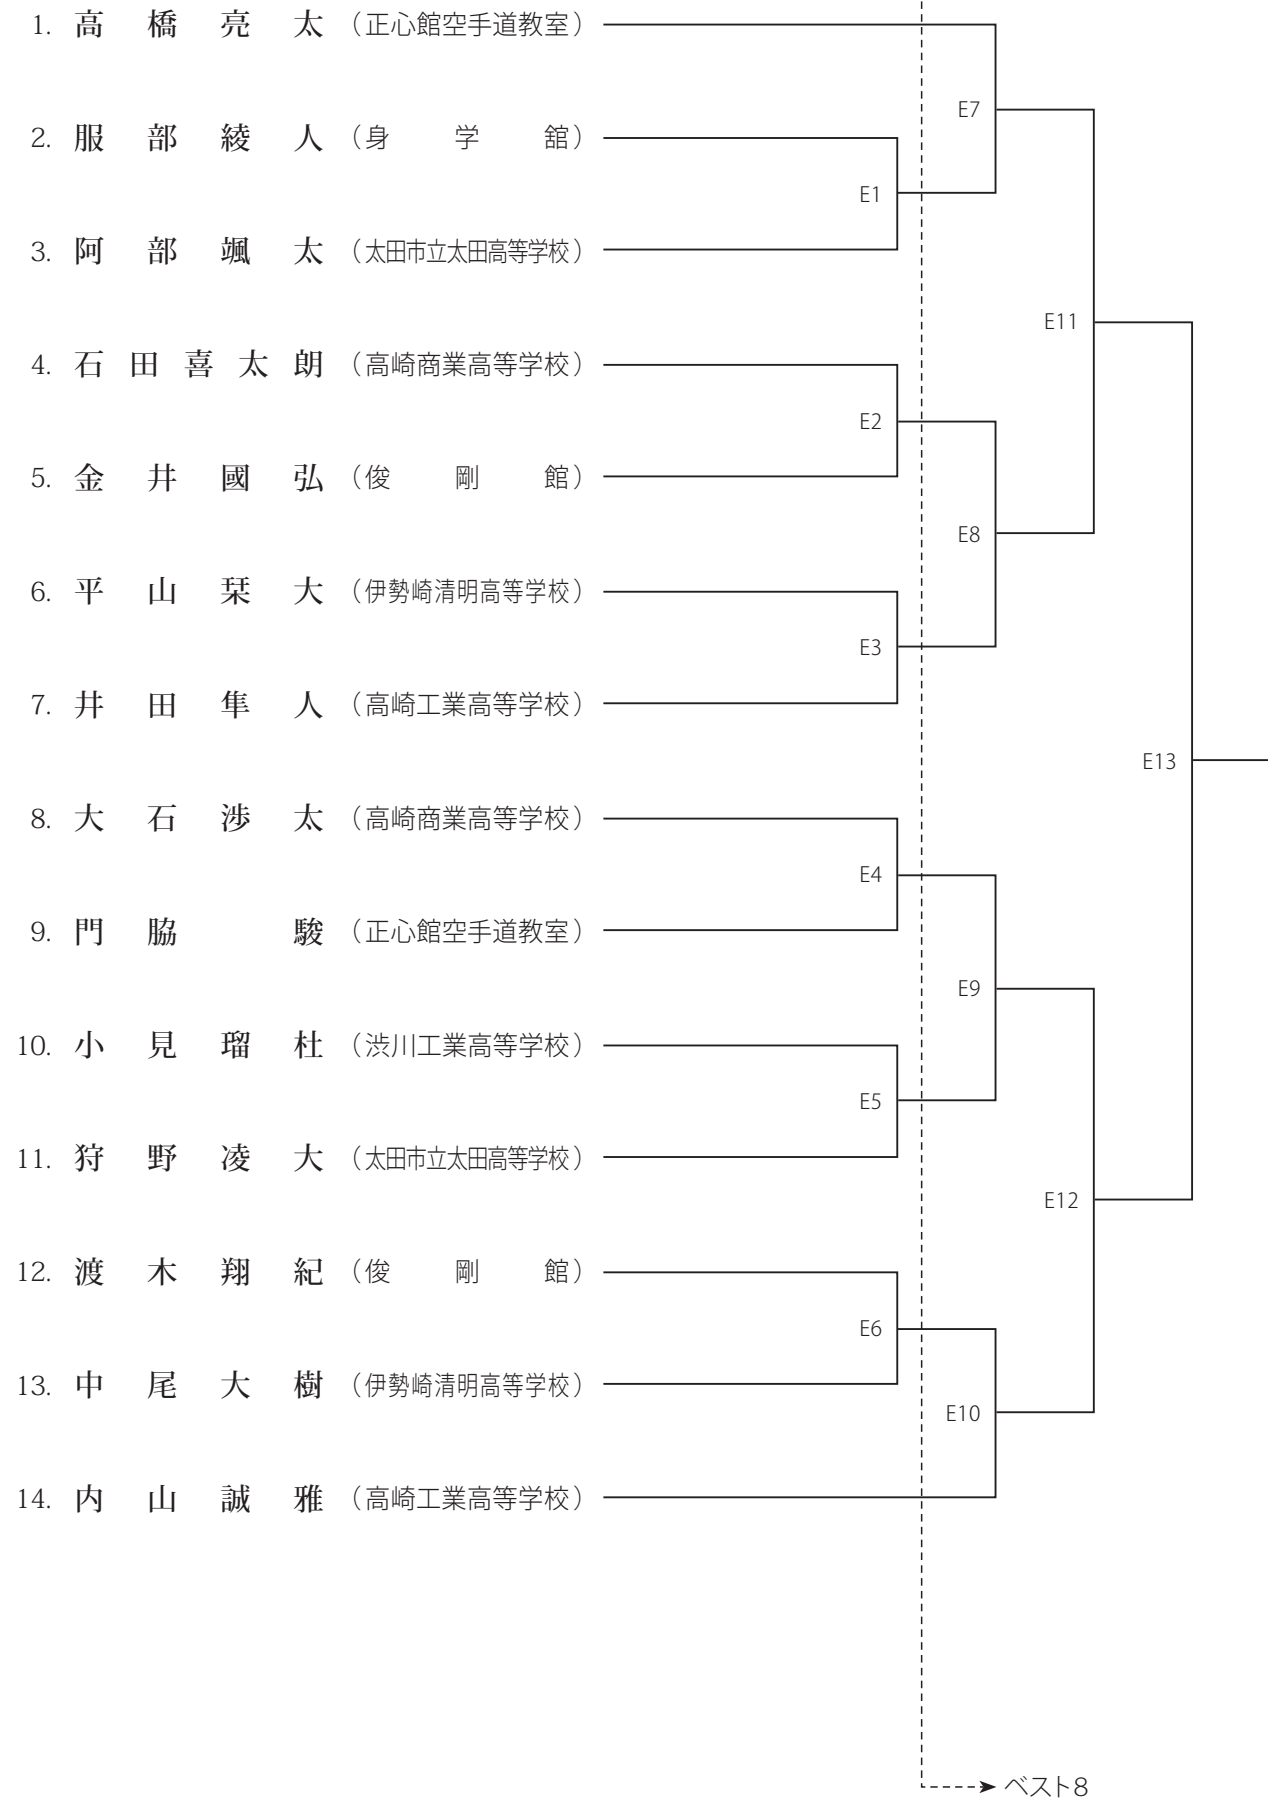 1. 高橋亮太（正心館空手道教室）
E7
2. 服部綾人（身学舘）
E1
3. 阿部颯太（太田市立太田高等学校）
E11
4. 石田喜太朗（高崎商業高等学校）
E2
5. 金井國弘（俊剛館）
E8
6. 平山栞大（伊勢崎清明高等学校）
E3
7. 井田隼人（高崎工業高等学校）
E13
8. 大石渉太（高崎商業高等学校）
E4
9. 門脇駿（正心館空手道教室）
E9
10. 小見瑠杜（渋川工業高等学校）
E5
11. 狩野凌大（太田市立太田高等学校）
E12
12. 渡木翔紀（俊剛館）
E6
13. 中尾大樹（伊勢崎清明高等学校）
E10
14. 内山誠雅（高崎工業高等学校）
ベスト8